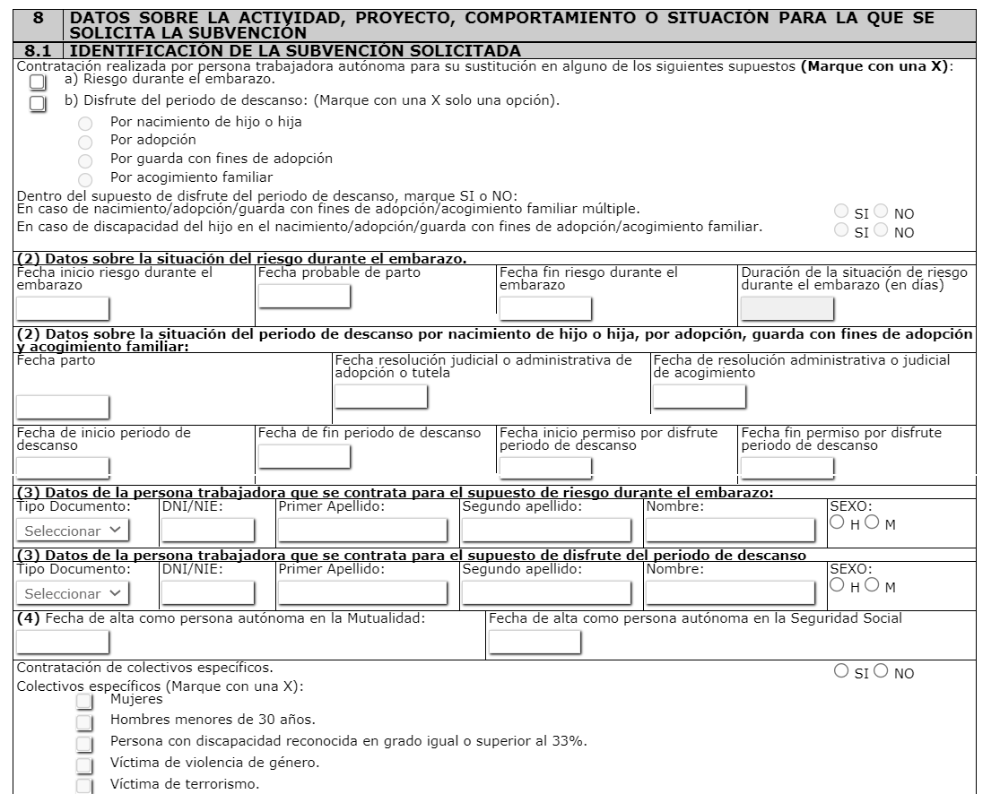 8 DATOS SOBRE LA ACTIVIDAD, PROYECTO, COMPORTAMIENTO O SITUACIÓN PARA LA QUE SE
SOLICITA LA SUBVENCIÓN
8.1 IDENTIFICACIÓN DE LA SUBVENCIÓN SOLICITADA
Contratación realizada por persona trabajadora autónoma para su sustitución en alguno de los siguientes supuestos (Marque con una X):
a) Riesgo durante el embarazo.
b) Disfrute del periodo de descanso: (Marque con una X solo una opción).
Por nacimiento de hijo o hija
Por adopción
Por guarda con fines de adopción
Por acogimiento familiar
Dentro del supuesto de disfrute del periodo de descanso, marque SI o NO:
En caso de nacimiento/adopción/guarda con fines de adopción/acogimiento familiar múltiple. SI NO
En caso de discapacidad del hijo en el nacimiento/adopción/guarda con fines de adopción/acogimiento familiar. SI NO
(2) Datos sobre la situación del riesgo durante el embarazo.
Fecha inicio riesgo durante el
embarazo
Fecha probable de parto
Fecha fin riesgo durante el
embarazo
Duración de la situación de riesgo
durante el embarazo (en días)
(2) Datos sobre la situación del periodo de descanso por nacimiento de hijo o hija, por adopción, guarda con fines de adopción
y acogimiento familiar:
Fecha parto
Fecha resolución judicial o administrativa de
adopción o tutela
Fecha de resolución administrativa o judicial
de acogimiento
Fecha de inicio periodo de
descanso
Fecha de fin periodo de descanso
Fecha inicio permiso por disfrute
periodo de descanso
Fecha fin permiso por disfrute
periodo de descanso
(3) Datos de la persona trabajadora que se contrata para el supuesto de riesgo durante el embarazo:
Tipo Documento: DNI/NIE: Primer Apellido: Segundo apellido: Nombre: SEXO:
Seleccionar H M
(3) Datos de la persona trabajadora que se contrata para el supuesto de disfrute del periodo de descanso
Tipo Documento: DNI/NIE: Primer Apellido: Segundo apellido: Nombre: SEXO:
Seleccionar H M
(4) Fecha de alta como persona autónoma en la Mutualidad: Fecha de alta como persona autónoma en la Seguridad Social
Contratación de colectivos específicos. SI NO
Colectivos específicos (Marque con una X):
Mujeres
Hombres menores de 30 años.
Persona con discapacidad reconocida en grado igual o superior al 33%.
Víctima de violencia de género.
Víctima de terrorismo.